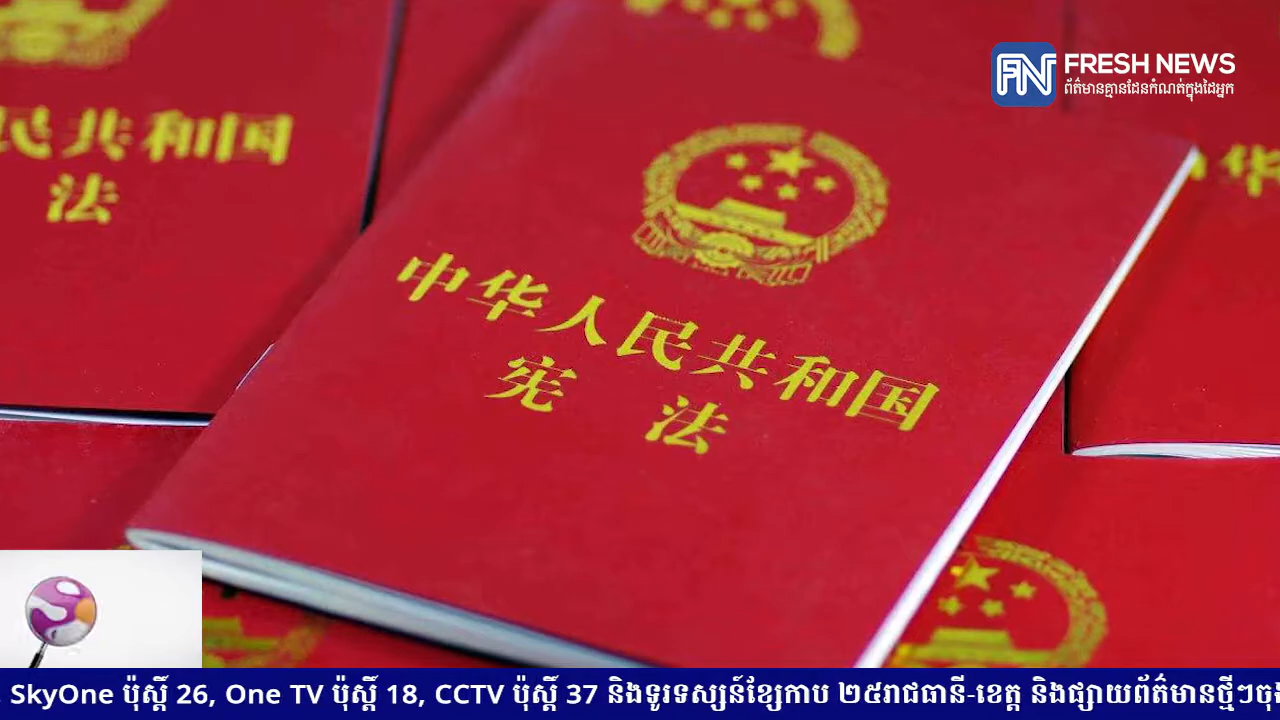 FRESH NEWS
ព័ត៌មានគ្មានដែនកំណត់ក្នុងដៃអ្នក
民共和国
法
中华人民共和国
宪法
华
SkyOne ប៉ុស្តិ៍ 26, One TV ប៉ុស្តិ៍ 18, CCTV ប៉ុស្តិ៍ 37 និងទូរទស្សន៍ខ្សែកាប ២៥រាជធានី-ខេត្ត និងផ្សាយព័ត៌មានថ្មីៗ